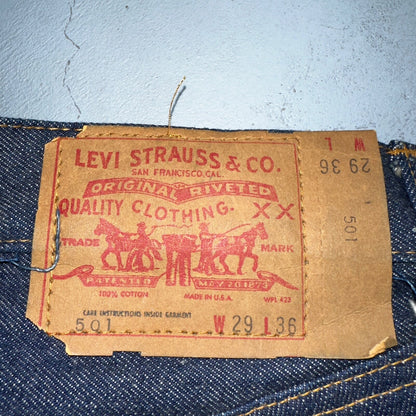 LEVI STRAUSS & CO.
SAN FRANCISCO, CAL.
ORIGINAL RIVETED
QUALITY CLOTHING. XX
TRADE MARK
PATENTED MAY 20 1873
100% COTTON MADE IN U.S.A. WPL 423
CARE INSTRUCTIONS INSIDE GARMENT
501 W 29 L 36
W L
29 36
501